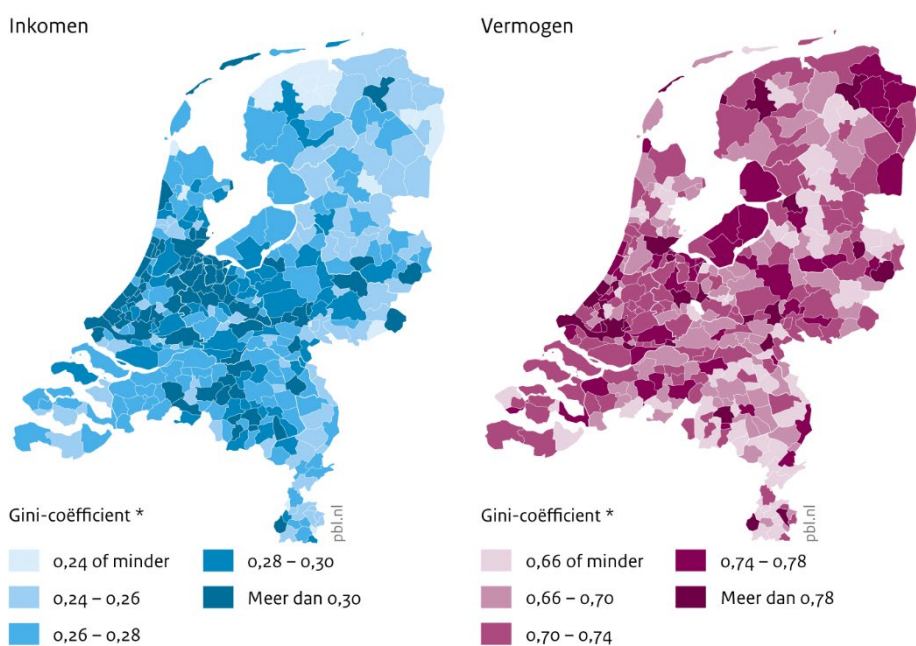 Inkomen
Vermogen
Gini-coëfficient *
0,24 of minder
0,24 – 0,26
0,26 – 0,28
0,28 – 0,30
Meer dan 0,30
pbl.nl
Gini-coëfficient *
0,66 of minder
0,66 – 0,70
0,70 – 0,74
0,74 – 0,78
Meer dan 0,78
pbl.nl